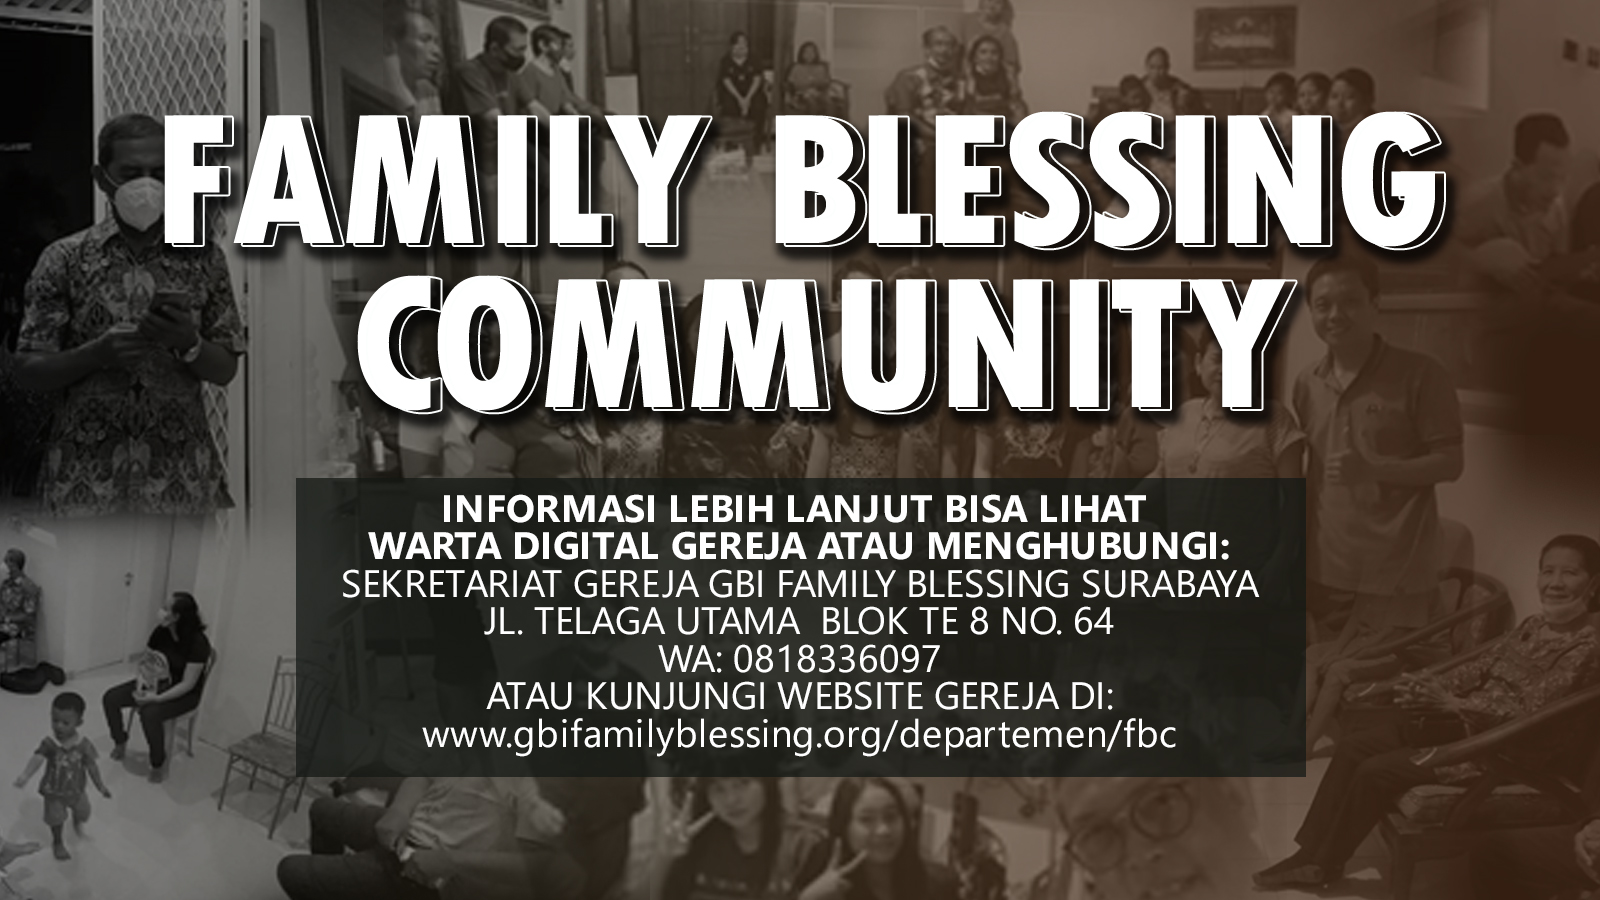 FAMILY BLESSING
COMMUNITY
INFORMASI LEBIH LANJUT BISA LIHAT
WARTA DIGITAL GEREJA ATAU MENGHUBUNGI:
SEKRETARIAT GEREJA GBI FAMILY BLESSING SURABAYA
JL. TELAGA UTAMA  BLOK TE 8 NO. 64
WA: 0818336097
ATAU KUNJUNGI WEBSITE GEREJA DI:
www.gbifamilyblessing.org/departemen/fbc